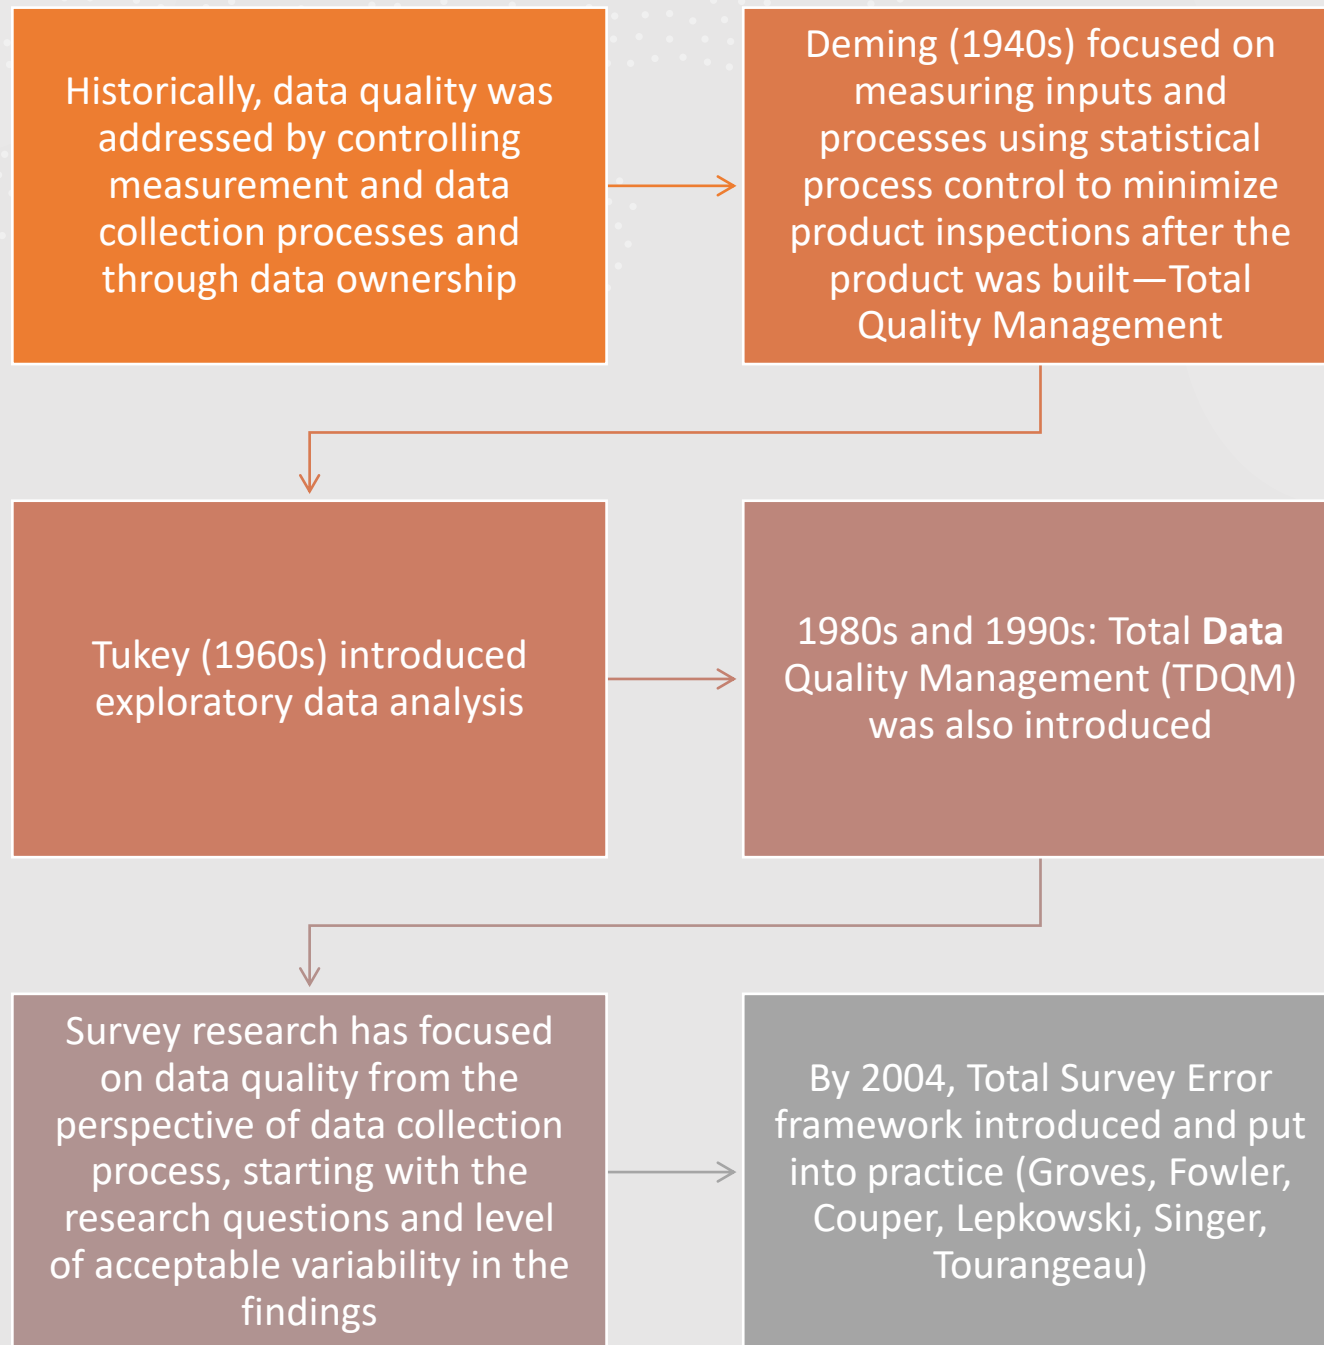 Historically, data quality was
addressed by controlling
measurement and data
collection processes and
through data ownership
Deming (1940s) focused on
measuring inputs and
processes using statistical
process control to minimize
product inspections after the
product was built—Total
Quality Management
Tukey (1960s) introduced
exploratory data analysis
1980s and 1990s: Total Data
Quality Management (TDQM)
was also introduced
Survey research has focused
on data quality from the
perspective of data collection
process, starting with the
research questions and level
of acceptable variability in the
findings
By 2004, Total Survey Error
framework introduced and put
into practice (Groves, Fowler,
Couper, Lepkowski, Singer,
Tourangeau)